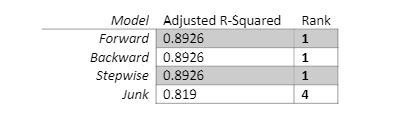 Model Adjusted R-Squared Rank
Forward 0.8926 1
Backward 0.8926 1
Stepwise 0.8926 1
Junk 0.819 4